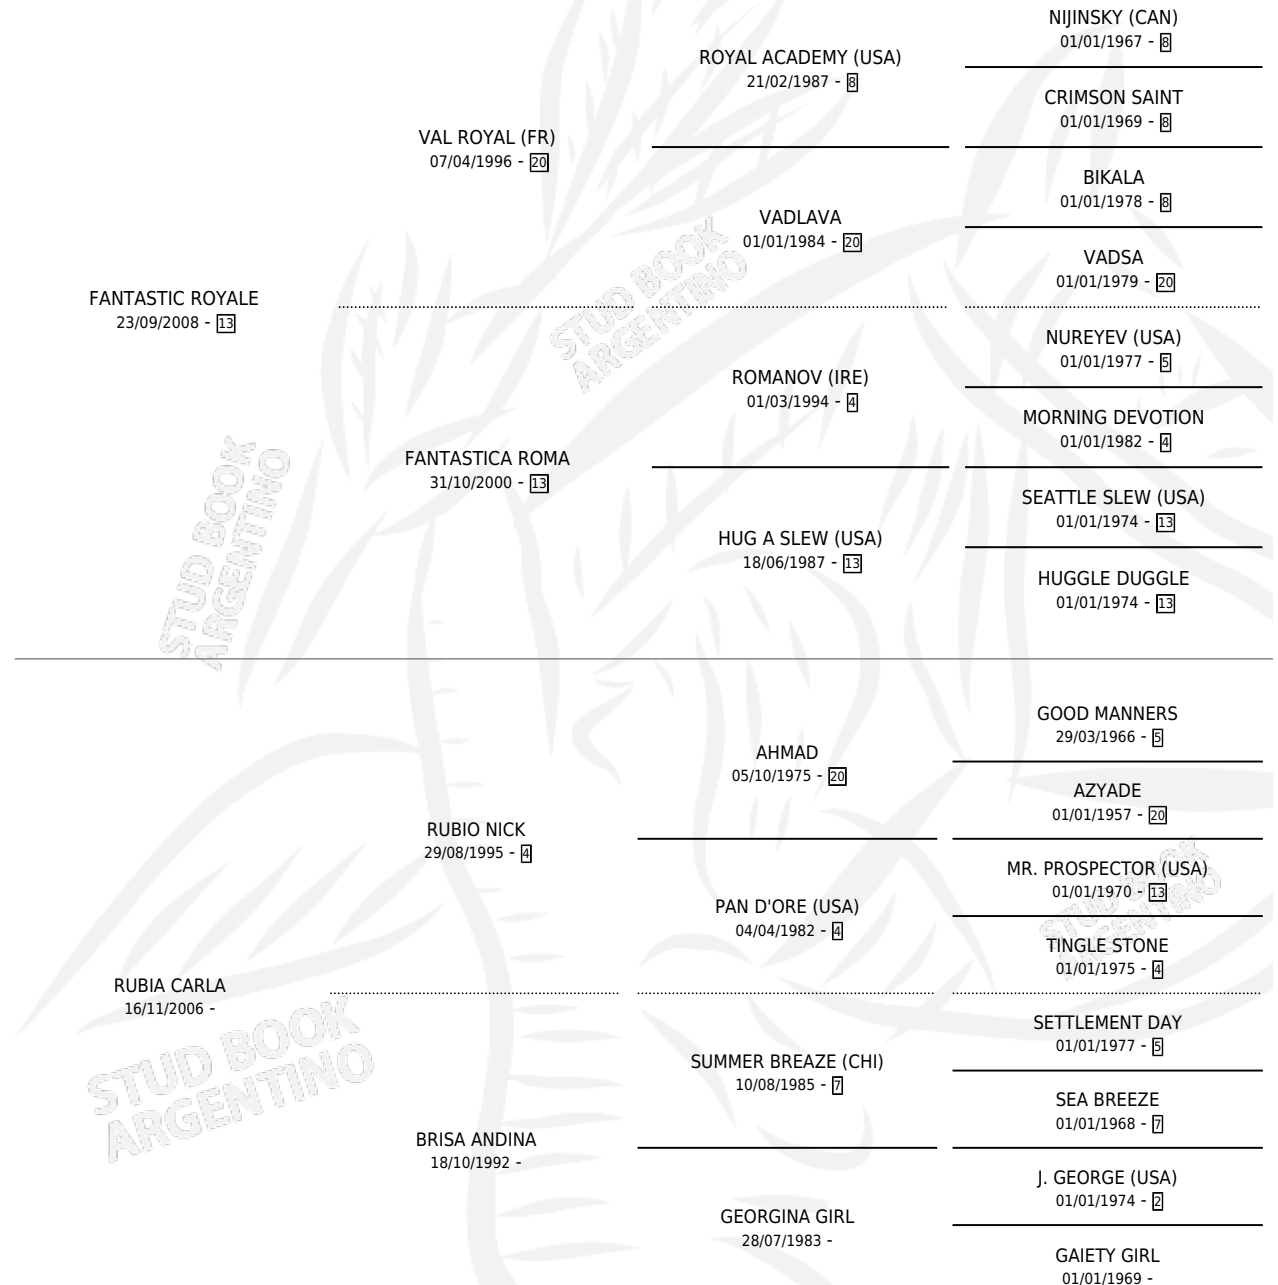 NIJINSKY (CAN)
01/01/1967 - 8
ROYAL ACADEMY (USA)
21/02/1987 - 8
CRIMSON SAINT
01/01/1969 - 8
VAL ROYAL (FR)
07/04/1996 - 20
BIKALA
01/01/1978 - 8
VADLAVA
01/01/1984 - 20
VADSA
01/01/1979 - 20
FANTASTIC ROYALE
23/09/2008 - 13
NUREYEV (USA)
01/01/1977 - 5
ROMANOV (IRE)
01/03/1994 - 4
MORNING DEVOTION
01/01/1982 - 4
FANTASTICA ROMA
31/10/2000 - 13
SEATTLE SLEW (USA)
01/01/1974 - 13
HUG A SLEW (USA)
18/06/1987 - 13
HUGGLE DUGGLE
01/01/1974 - 13
GOOD MANNERS
29/03/1966 - 5
AHMAD
05/10/1975 - 20
AZYADE
01/01/1957 - 20
RUBIO NICK
29/08/1995 - 4
MR. PROSPECTOR (USA)
01/01/1970 - 13
PAN D'ORE (USA)
04/04/1982 - 4
TINGLE STONE
01/01/1975 - 4
RUBIA CARLA
16/11/2006 -
SETTLEMENT DAY
01/01/1977 - 5
SUMMER BREAZE (CHI)
10/08/1985 - 7
SEA BREEZE
01/01/1968 - 7
BRISA ANDINA
18/10/1992 -
J. GEORGE (USA)
01/01/1974 - 2
GEORGINA GIRL
28/07/1983 -
GAIETY GIRL
01/01/1969 -
STUD BOOK
ARGENTINO
STUD BOOK
ARGENTINO
STUD BOOK
ARGENTINO
STUD BOOK
ARGENTINO